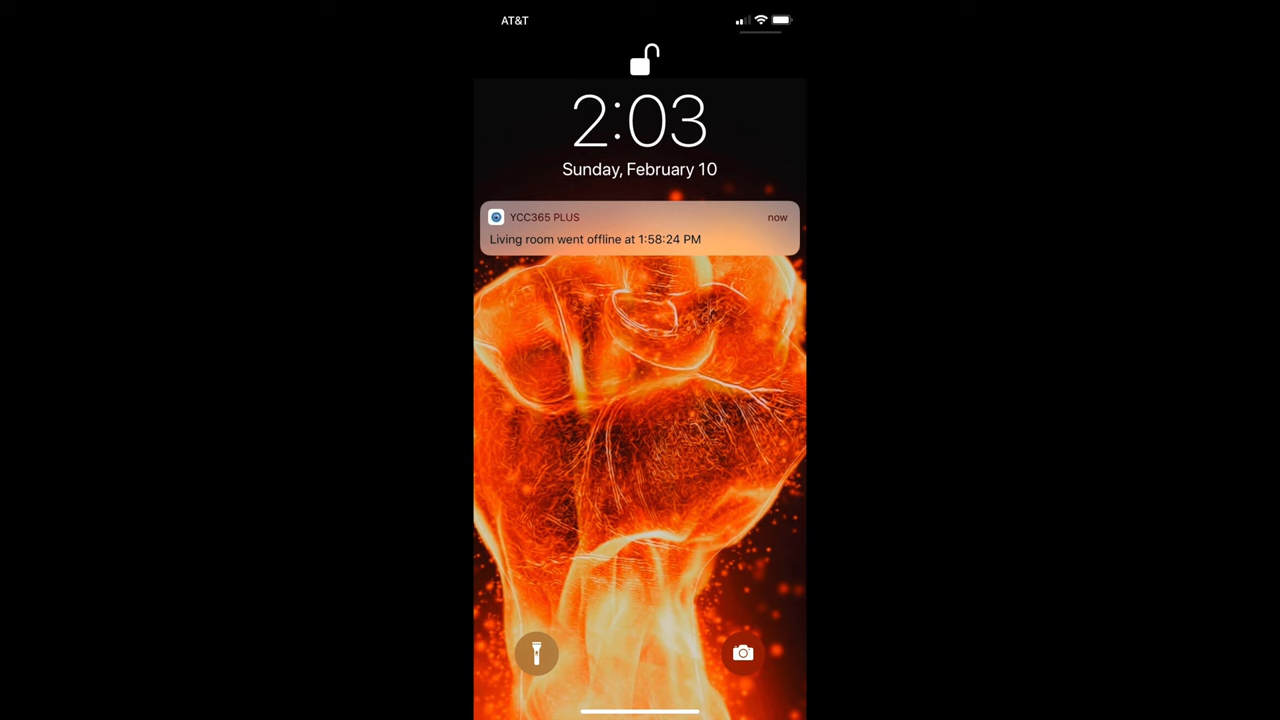 AT&T
2:03
Sunday, February 10
YCC365 PLUS
now
Living room went offline at 1:58:24 PM